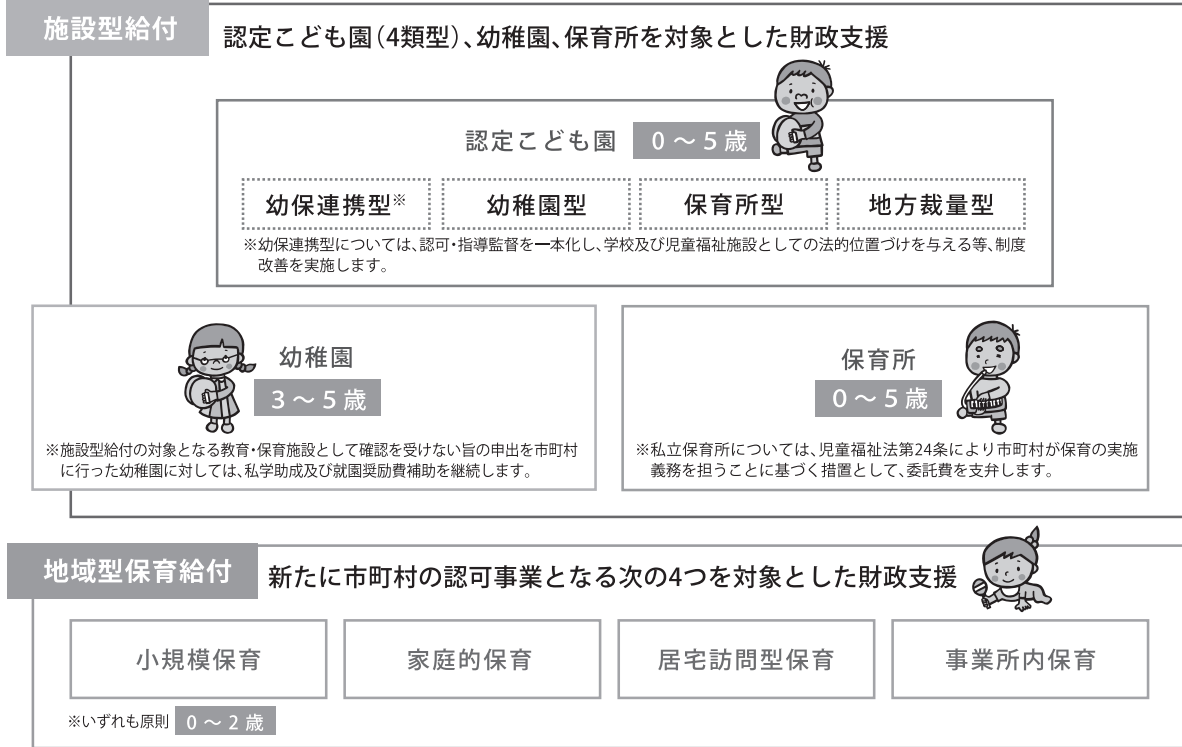 施設型給付
認定こども園(4類型)、幼稚園、保育所を対象とした財政支援
認定こども園 0～5歳
幼保連携型※
幼稚園型
保育所型
地方裁量型
※幼保連携型については、認可・指導監督を一本化し、学校及び児童福祉施設としての法的位置づけを与える等、制度
改善を実施します。
幼稚園
3～5歳
※施設型給付の対象となる教育・保育施設として確認を受けない旨の申出を市町村
に行った幼稚園に対しては、私学助成及び就園奨励費補助を継続します。
保育所
0～5歳
※私立保育所については、児童福祉法第24条により市町村が保育の実施
義務を担うことに基づく措置として、委託費を支弁します。
地域型保育給付
新たに市町村の認可事業となる次の4つを対象とした財政支援
小規模保育
家庭的保育
居宅訪問型保育
事業所内保育
※いずれも原則 0～2歳